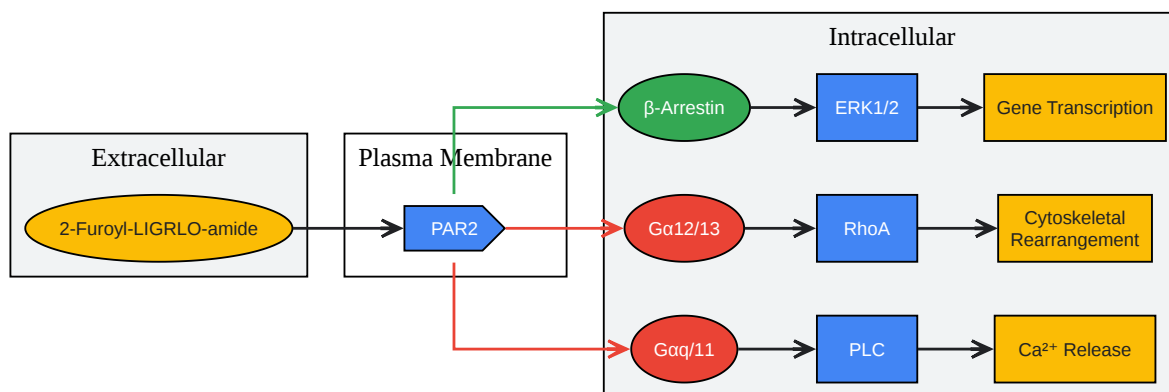 Intracellular
β-Arrestin
ERK1/2
Gene Transcription
Extracellular
Plasma Membrane
2-Furoyl-LIGRLO-amide
PAR2
Gα12/13
RhoA
Cytoskeletal
Rearrangement
Gαq/11
PLC
Ca²⁺ Release